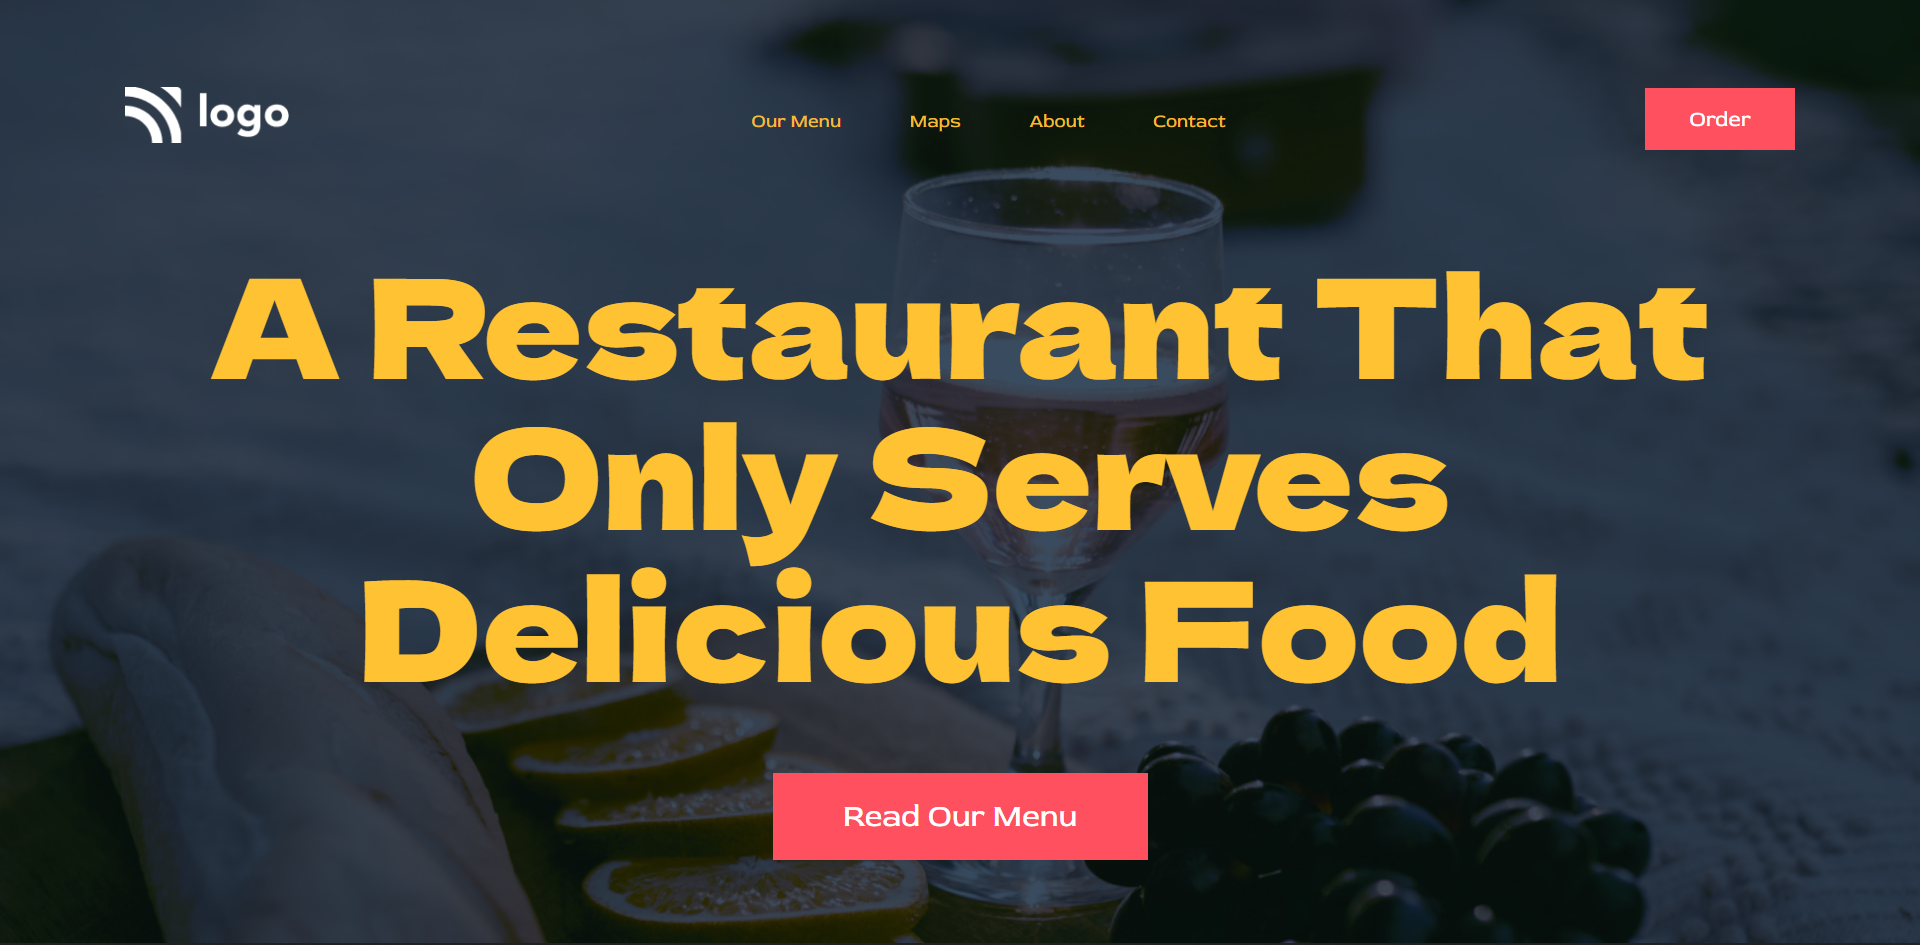 logo
Our Menu Maps About Contact
Order
A Restaurant That
Only Serves
Delicious Food
Read Our Menu